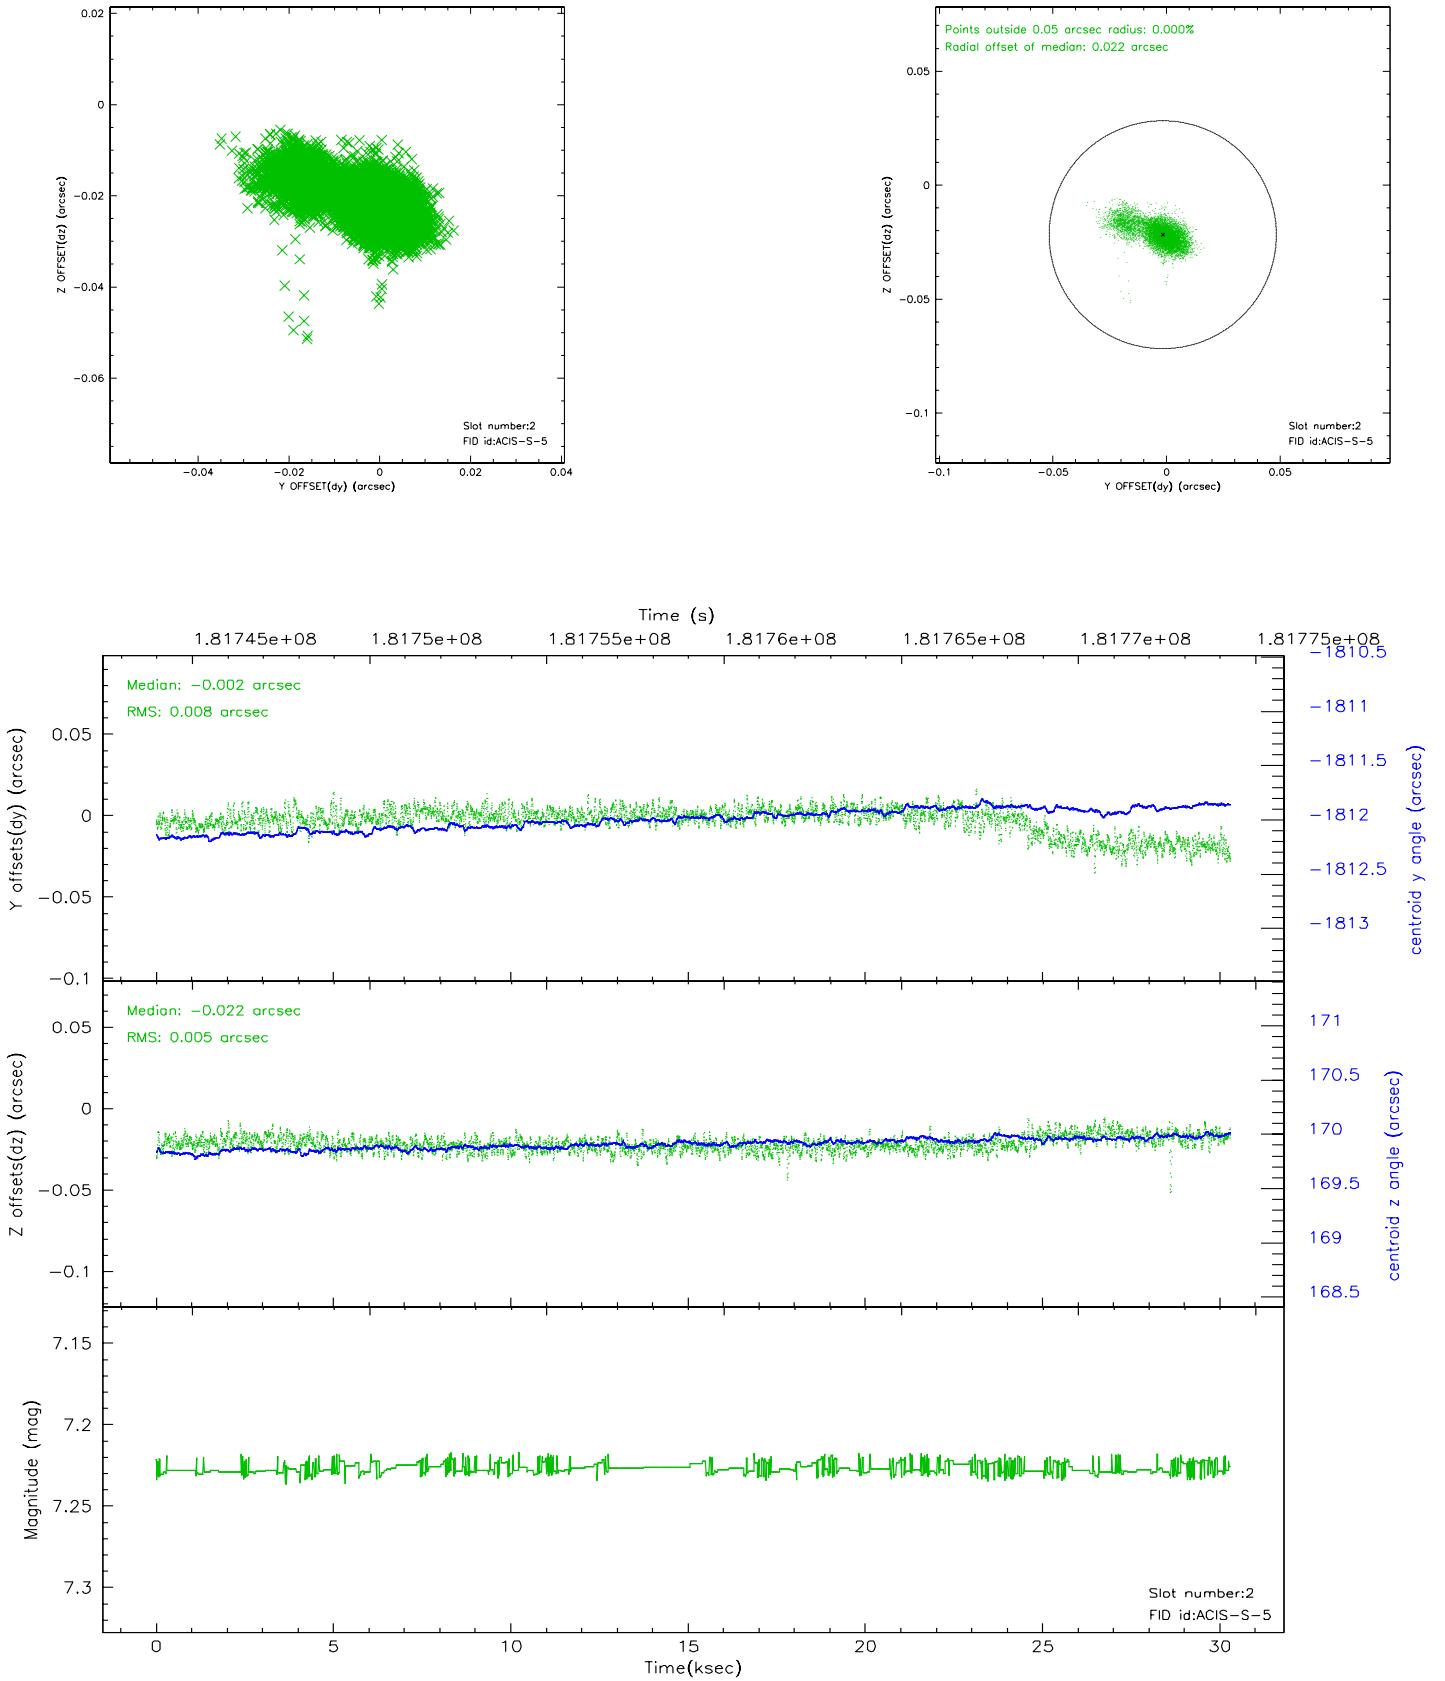 0.02
0
−0.02
−0.04
−0.06
Z OFFSET(dz) (arcsec)
Slot number:2
FID id:ACIS−S−5
−0.04 −0.02 0 0.02 0.04
Y OFFSET(dy) (arcsec)
Points outside 0.05 arcsec radius: 0.000%
Radial offset of median: 0.022 arcsec
0.05
0
−0.05
−0.1
Z OFFSET(dz) (arcsec)
Slot number:2
FID id:ACIS−S−5
−0.1 −0.05 0 0.05
Y OFFSET(dy) (arcsec)
Time (s)
1.81745e+08 1.8175e+08 1.81755e+08 1.8176e+08 1.81765e+08 1.8177e+08 1.81775e+08
Median: −0.002 arcsec
RMS: 0.008 arcsec
0.05
0
−0.05
−0.1
Y offsets(dy) (arcsec)
−1810.5
−1811
−1811.5
−1812
−1812.5
−1813
centroid y angle (arcsec)
Median: −0.022 arcsec
RMS: 0.005 arcsec
0.05
0
−0.05
−0.1
Z offsets(dz) (arcsec)
171
170.5
170
169.5
169
168.5
centroid z angle (arcsec)
7.15
7.2
7.25
7.3
Magnitude (mag)
Slot number:2
FID id:ACIS−S−5
0 5 10 15 20 25 30
Time(ksec)